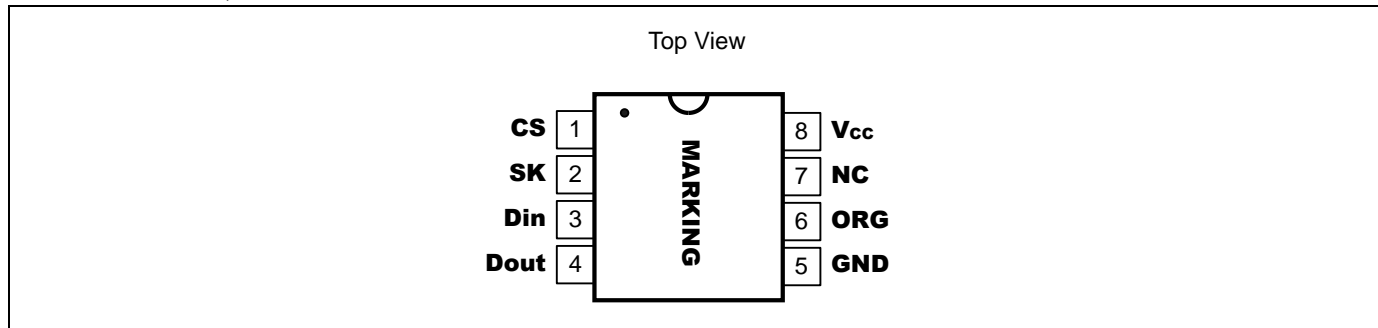 Top View
CS 1
SK 2
Din 3
Dout 4
MARKING
8 Vcc
7 NC
6 ORG
5 GND